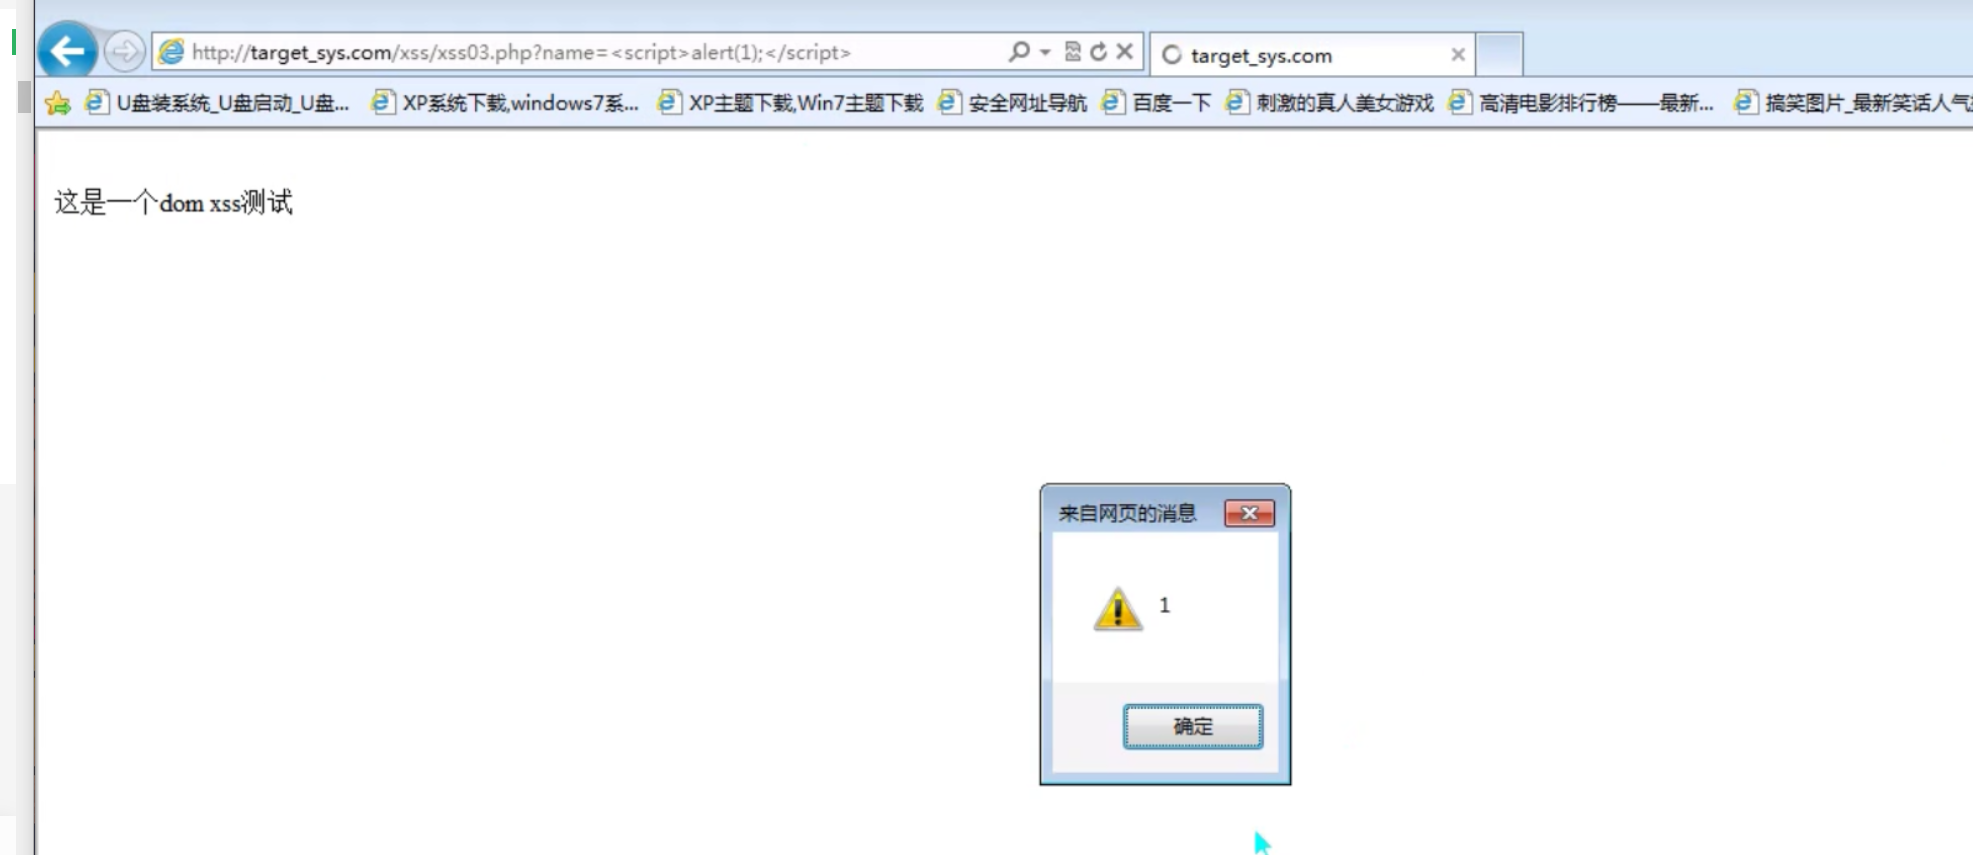 http://target_sys.com/xss/xss03.php?name=<script>alert(1);</script>
target_sys.com
U盘装系统_U盘启动_U盘...
XP系统下载,windows7系...
XP主题下载,Win7主题下载
安全网址导航
百度一下
刺激的真人美女游戏
高清电影排行榜——最新...
搞笑图片_最新笑话人气
这是一个dom xss测试
来自网页的消息
1
确定